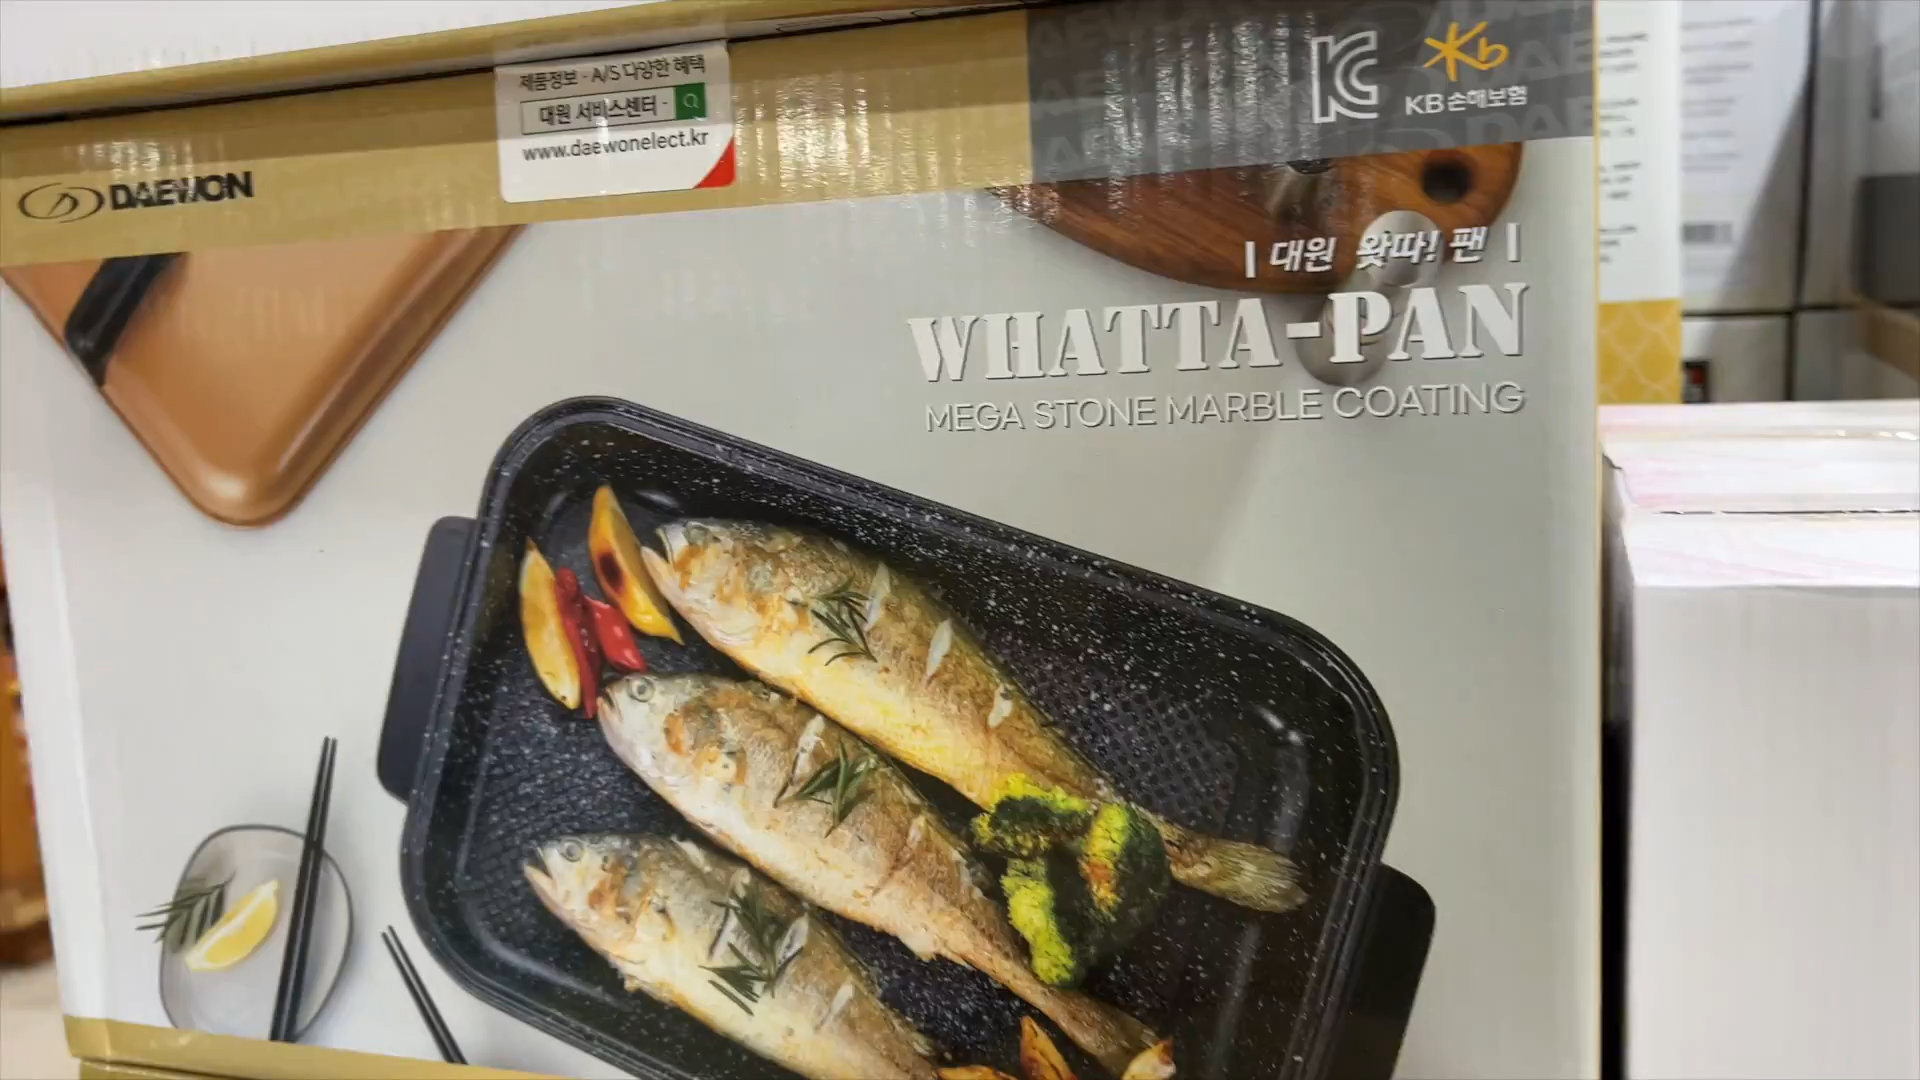 제품정보 · A/S 다양한 혜택
대원 서비스센터
www.daewonelect.kr
DAEWON
KC
Kb
KB손해보험
| 대원 왓따! 팬 |
WHATTA-PAN
MEGA STONE MARBLE COATING